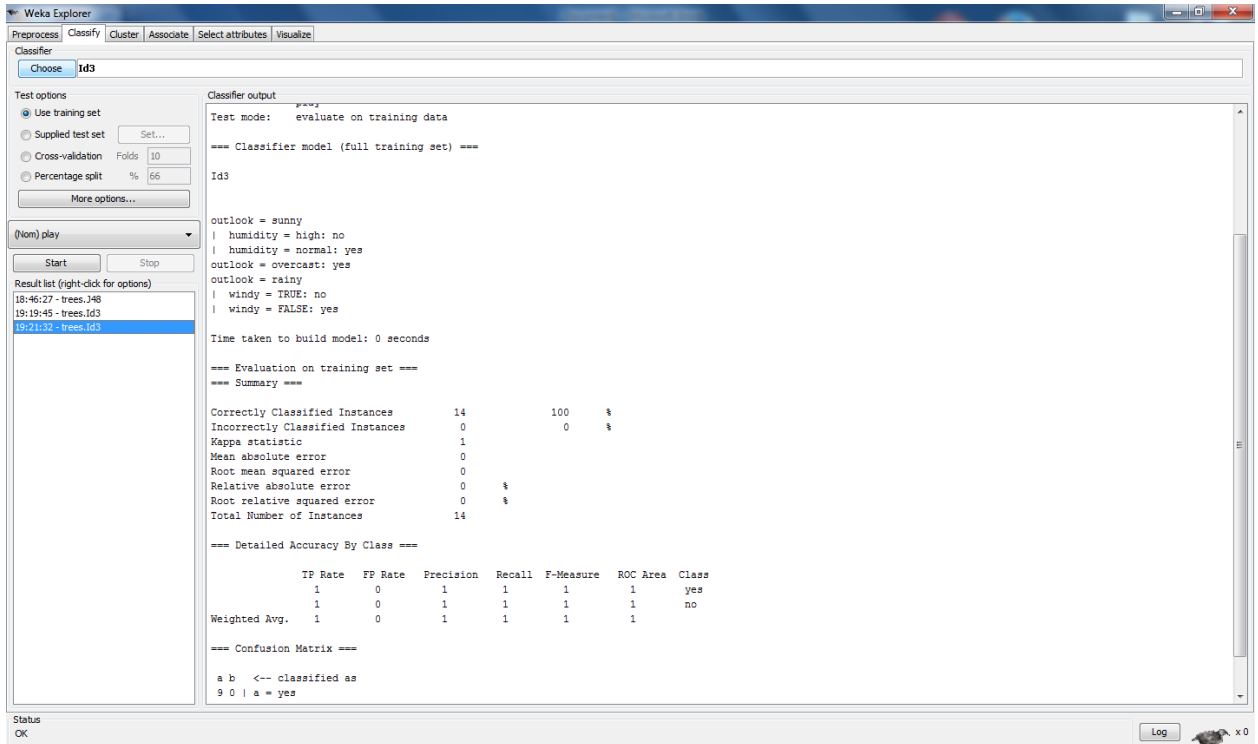 Weka Explorer
Preprocess Classify Cluster Associate Select attributes Visualize
Classifier
Choose Id3
Test options
Use training set
Supplied test set Set...
Cross-validation Folds 10
Percentage split % 66
More options...
(Nom) play
Start Stop
Result list (right-click for options)
18:46:27 - trees.J48
19:19:45 - trees.Id3
19:21:32 - trees.Id3
Classifier output
Test mode: evaluate on training data
=== Classifier model (full training set) ===
Id3
outlook = sunny
| humidity = high: no
| humidity = normal: yes
outlook = overcast: yes
outlook = rainy
| windy = TRUE: no
| windy = FALSE: yes
Time taken to build model: 0 seconds
=== Evaluation on training set ===
=== Summary ===
Correctly Classified Instances 14 100 %
Incorrectly Classified Instances 0 0 %
Kappa statistic 1
Mean absolute error 0
Root mean squared error 0
Relative absolute error 0 %
Root relative squared error 0 %
Total Number of Instances 14
=== Detailed Accuracy By Class ===
TP Rate FP Rate Precision Recall F-Measure ROC Area Class
1 0 1 1 1 1 yes
1 0 1 1 1 1 no
Weighted Avg. 1 0 1 1 1 1
=== Confusion Matrix ===
a b <-- classified as
9 0 | a = yes
Status
OK
Log x 0